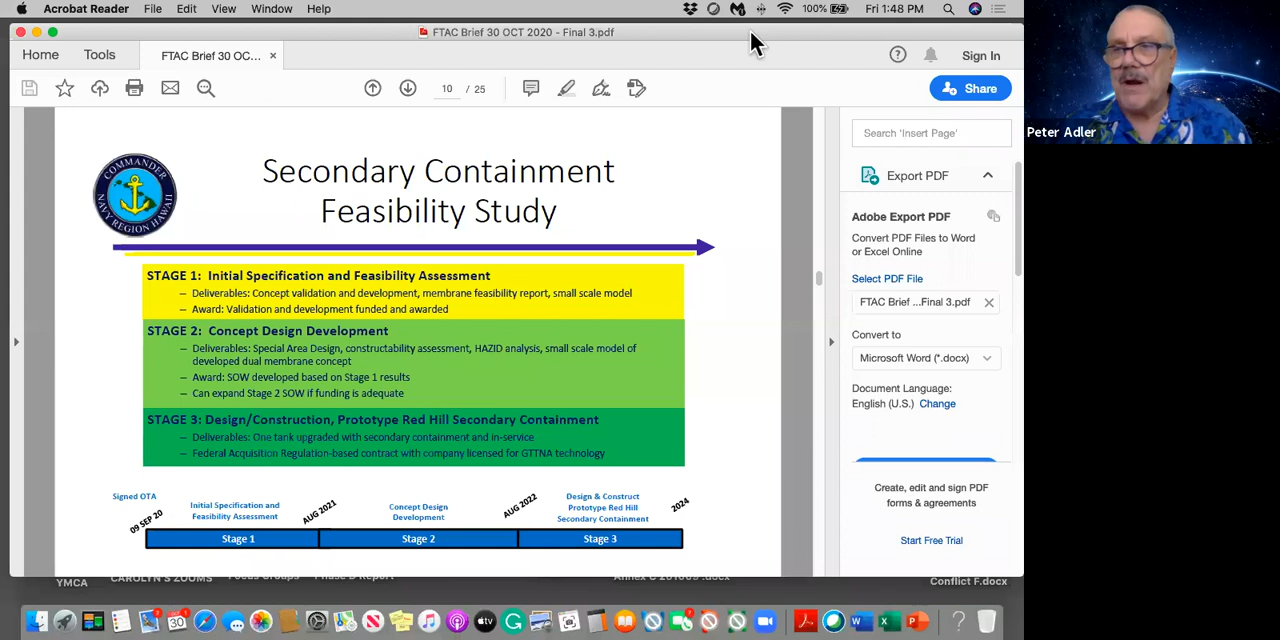 Acrobat Reader File Edit View Window Help 100% Fri 1:48 PM
FTAC Brief 30 OCT 2020 - Final 3.pdf
Home Tools FTAC Brief 30 OC... × Sign In
10 / 25 Share
Search 'Insert Page'
Peter Adler
COMMANDER
NAVY REGION HAWAII
Secondary Containment
Feasibility Study
STAGE 1: Initial Specification and Feasibility Assessment
– Deliverables: Concept validation and development, membrane feasibility report, small scale model
– Award: Validation and development funded and awarded
STAGE 2: Concept Design Development
– Deliverables: Special Area Design, constructability assessment, HAZID analysis, small scale model of
developed dual membrane concept
– Award: SOW developed based on Stage 1 results
– Can expand Stage 2 SOW if funding is adequate
STAGE 3: Design/Construction, Prototype Red Hill Secondary Containment
– Deliverables: One tank upgraded with secondary containment and in-service
– Federal Acquisition Regulation-based contract with company licensed for GTTNA technology
Signed OTA
09 SEP 20
Initial Specification and
Feasibility Assessment
AUG 2021
Concept Design
Development
AUG 2022
Design & Construct
Prototype Red Hill
Secondary Containment
2024
Stage 1 Stage 2 Stage 3
Export PDF
Adobe Export PDF
Convert PDF Files to Word
or Excel Online
Select PDF File
FTAC Brief ...Final 3.pdf
Convert to
Microsoft Word (*.docx)
Document Language:
English (U.S.) Change
Create, edit and sign PDF
forms & agreements
Start Free Trial
YMCA CAROLYN'S ZOOMS Focus Groups Phase D Report Conflict F.docx